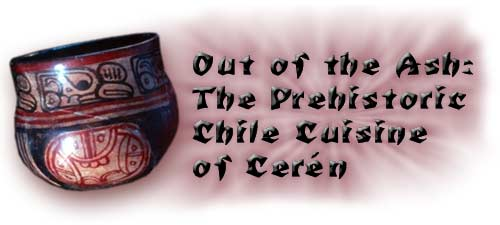 Out of the Ash:
The Prehistoric
Chile Cuisine
of Cerén